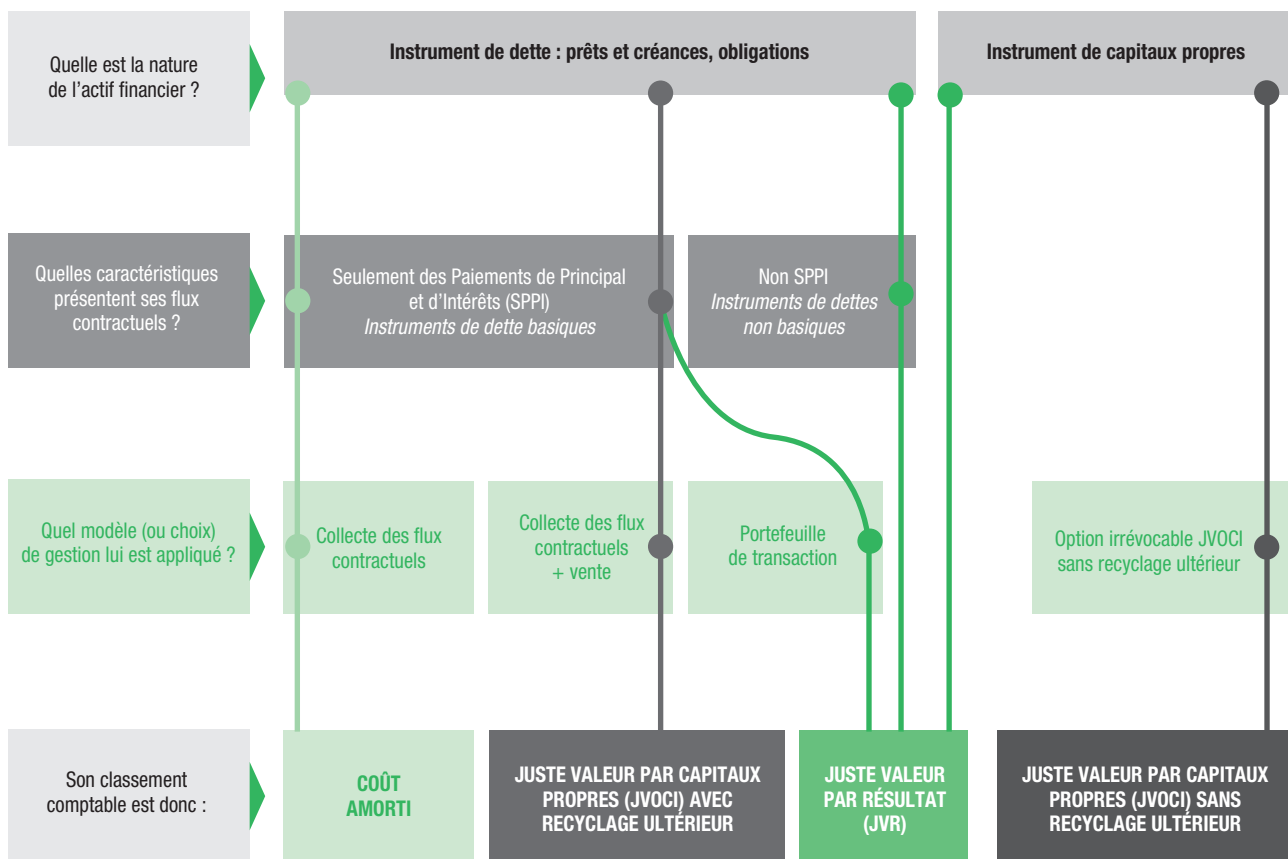 Quelle est la nature
de l’actif financier ?
Instrument de dette : prêts et créances, obligations
Instrument de capitaux propres
Quelles caractéristiques
présentent ses flux
contractuels ?
Seulement des Paiements de Principal
et d’Intérêts (SPPI)
Instruments de dette basiques
Non SPPI
Instruments de dettes
non basiques
Quel modèle (ou choix)
de gestion lui est appliqué ?
Collecte des flux
contractuels
Collecte des flux
contractuels
+ vente
Portefeuille
de transaction
Option irrévocable JVOCI
sans recyclage ultérieur
Son classement
comptable est donc :
COÛT
AMORTI
JUSTE VALEUR PAR CAPITAUX
PROPRES (JVOCI) AVEC
RECYCLAGE ULTÉRIEUR
JUSTE VALEUR
PAR RÉSULTAT
(JVR)
JUSTE VALEUR PAR CAPITAUX
PROPRES (JVOCI) SANS
RECYCLAGE ULTÉRIEUR